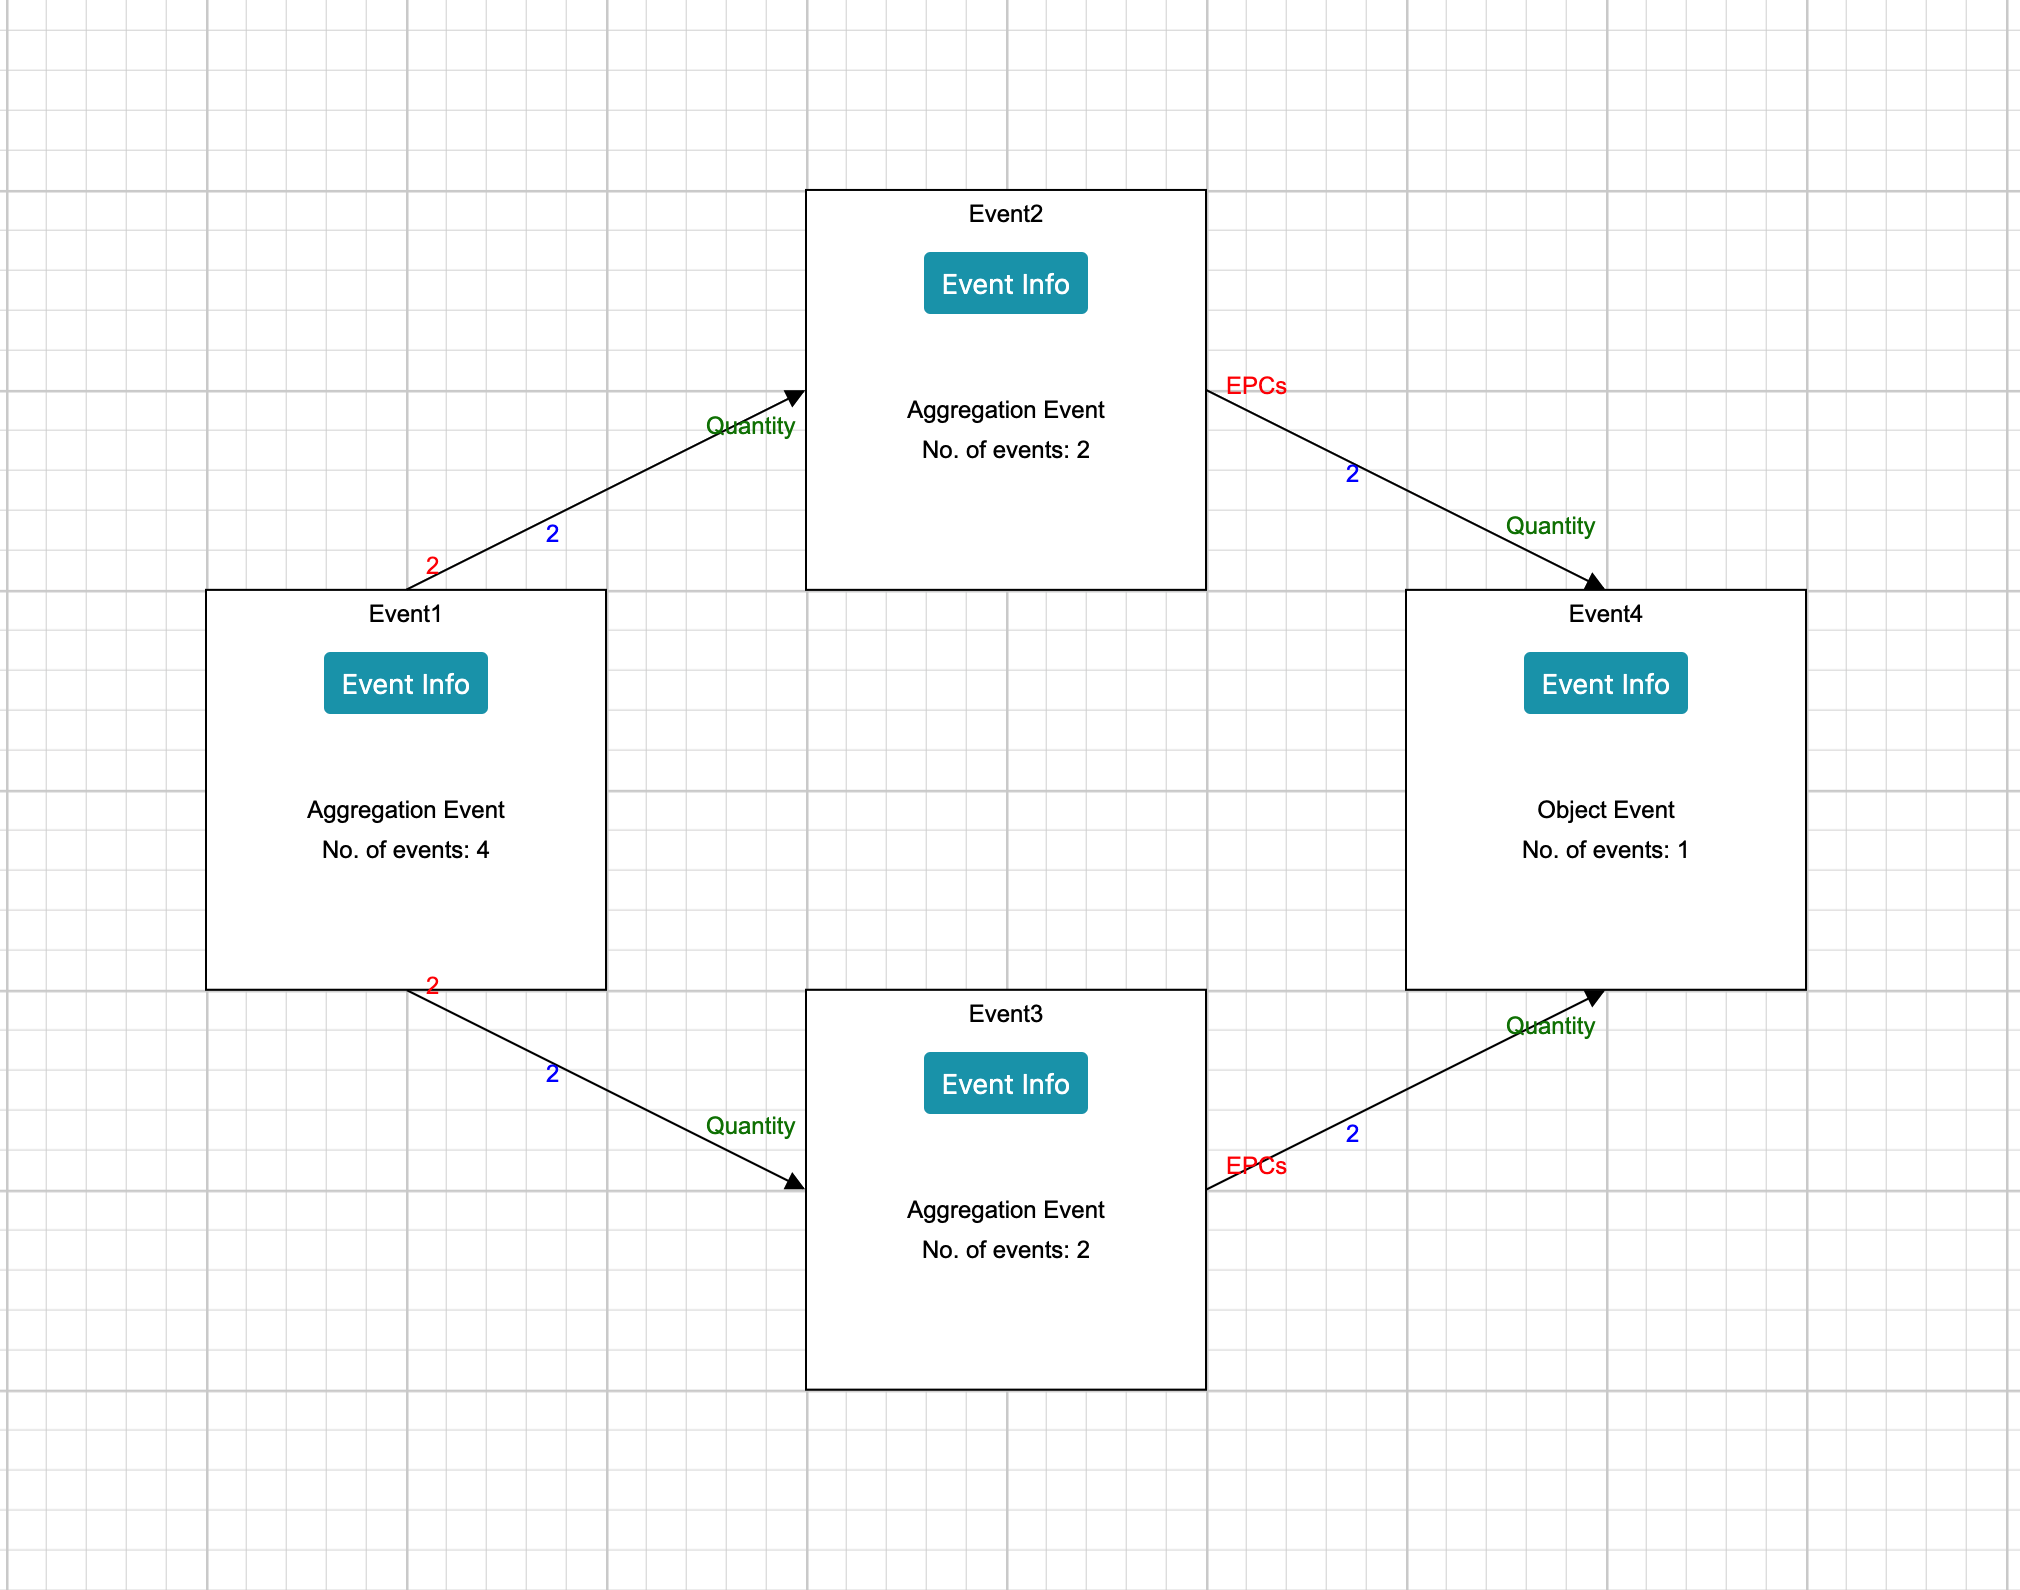 Event2
Event Info
Aggregation Event
No. of events: 2
EPCs
2
Quantity
Quantity
2
2
Event1
Event Info
Aggregation Event
No. of events: 4
2
2
Quantity
Event4
Event Info
Object Event
No. of events: 1
Event3
Event Info
Aggregation Event
No. of events: 2
Quantity
2
EPCs